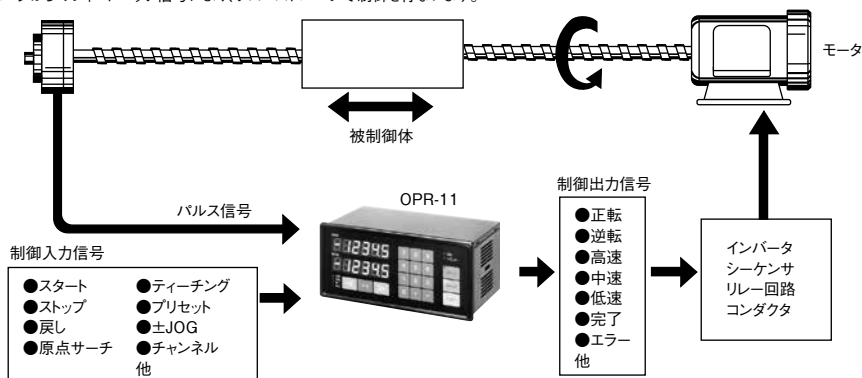 モータ
被制御体
パルス信号
OPR-11
12345
12345
制御入力信号
●スタート
●ストップ
●戻し
●原点サーチ
●ティーチング
●プリセット
●±JOG
●チャンネル
他
制御出力信号
●正転
●逆転
●高速
●中速
●低速
●完了
●エラー
他
インバータ
シーケンサ
リレー回路
コンダクタ